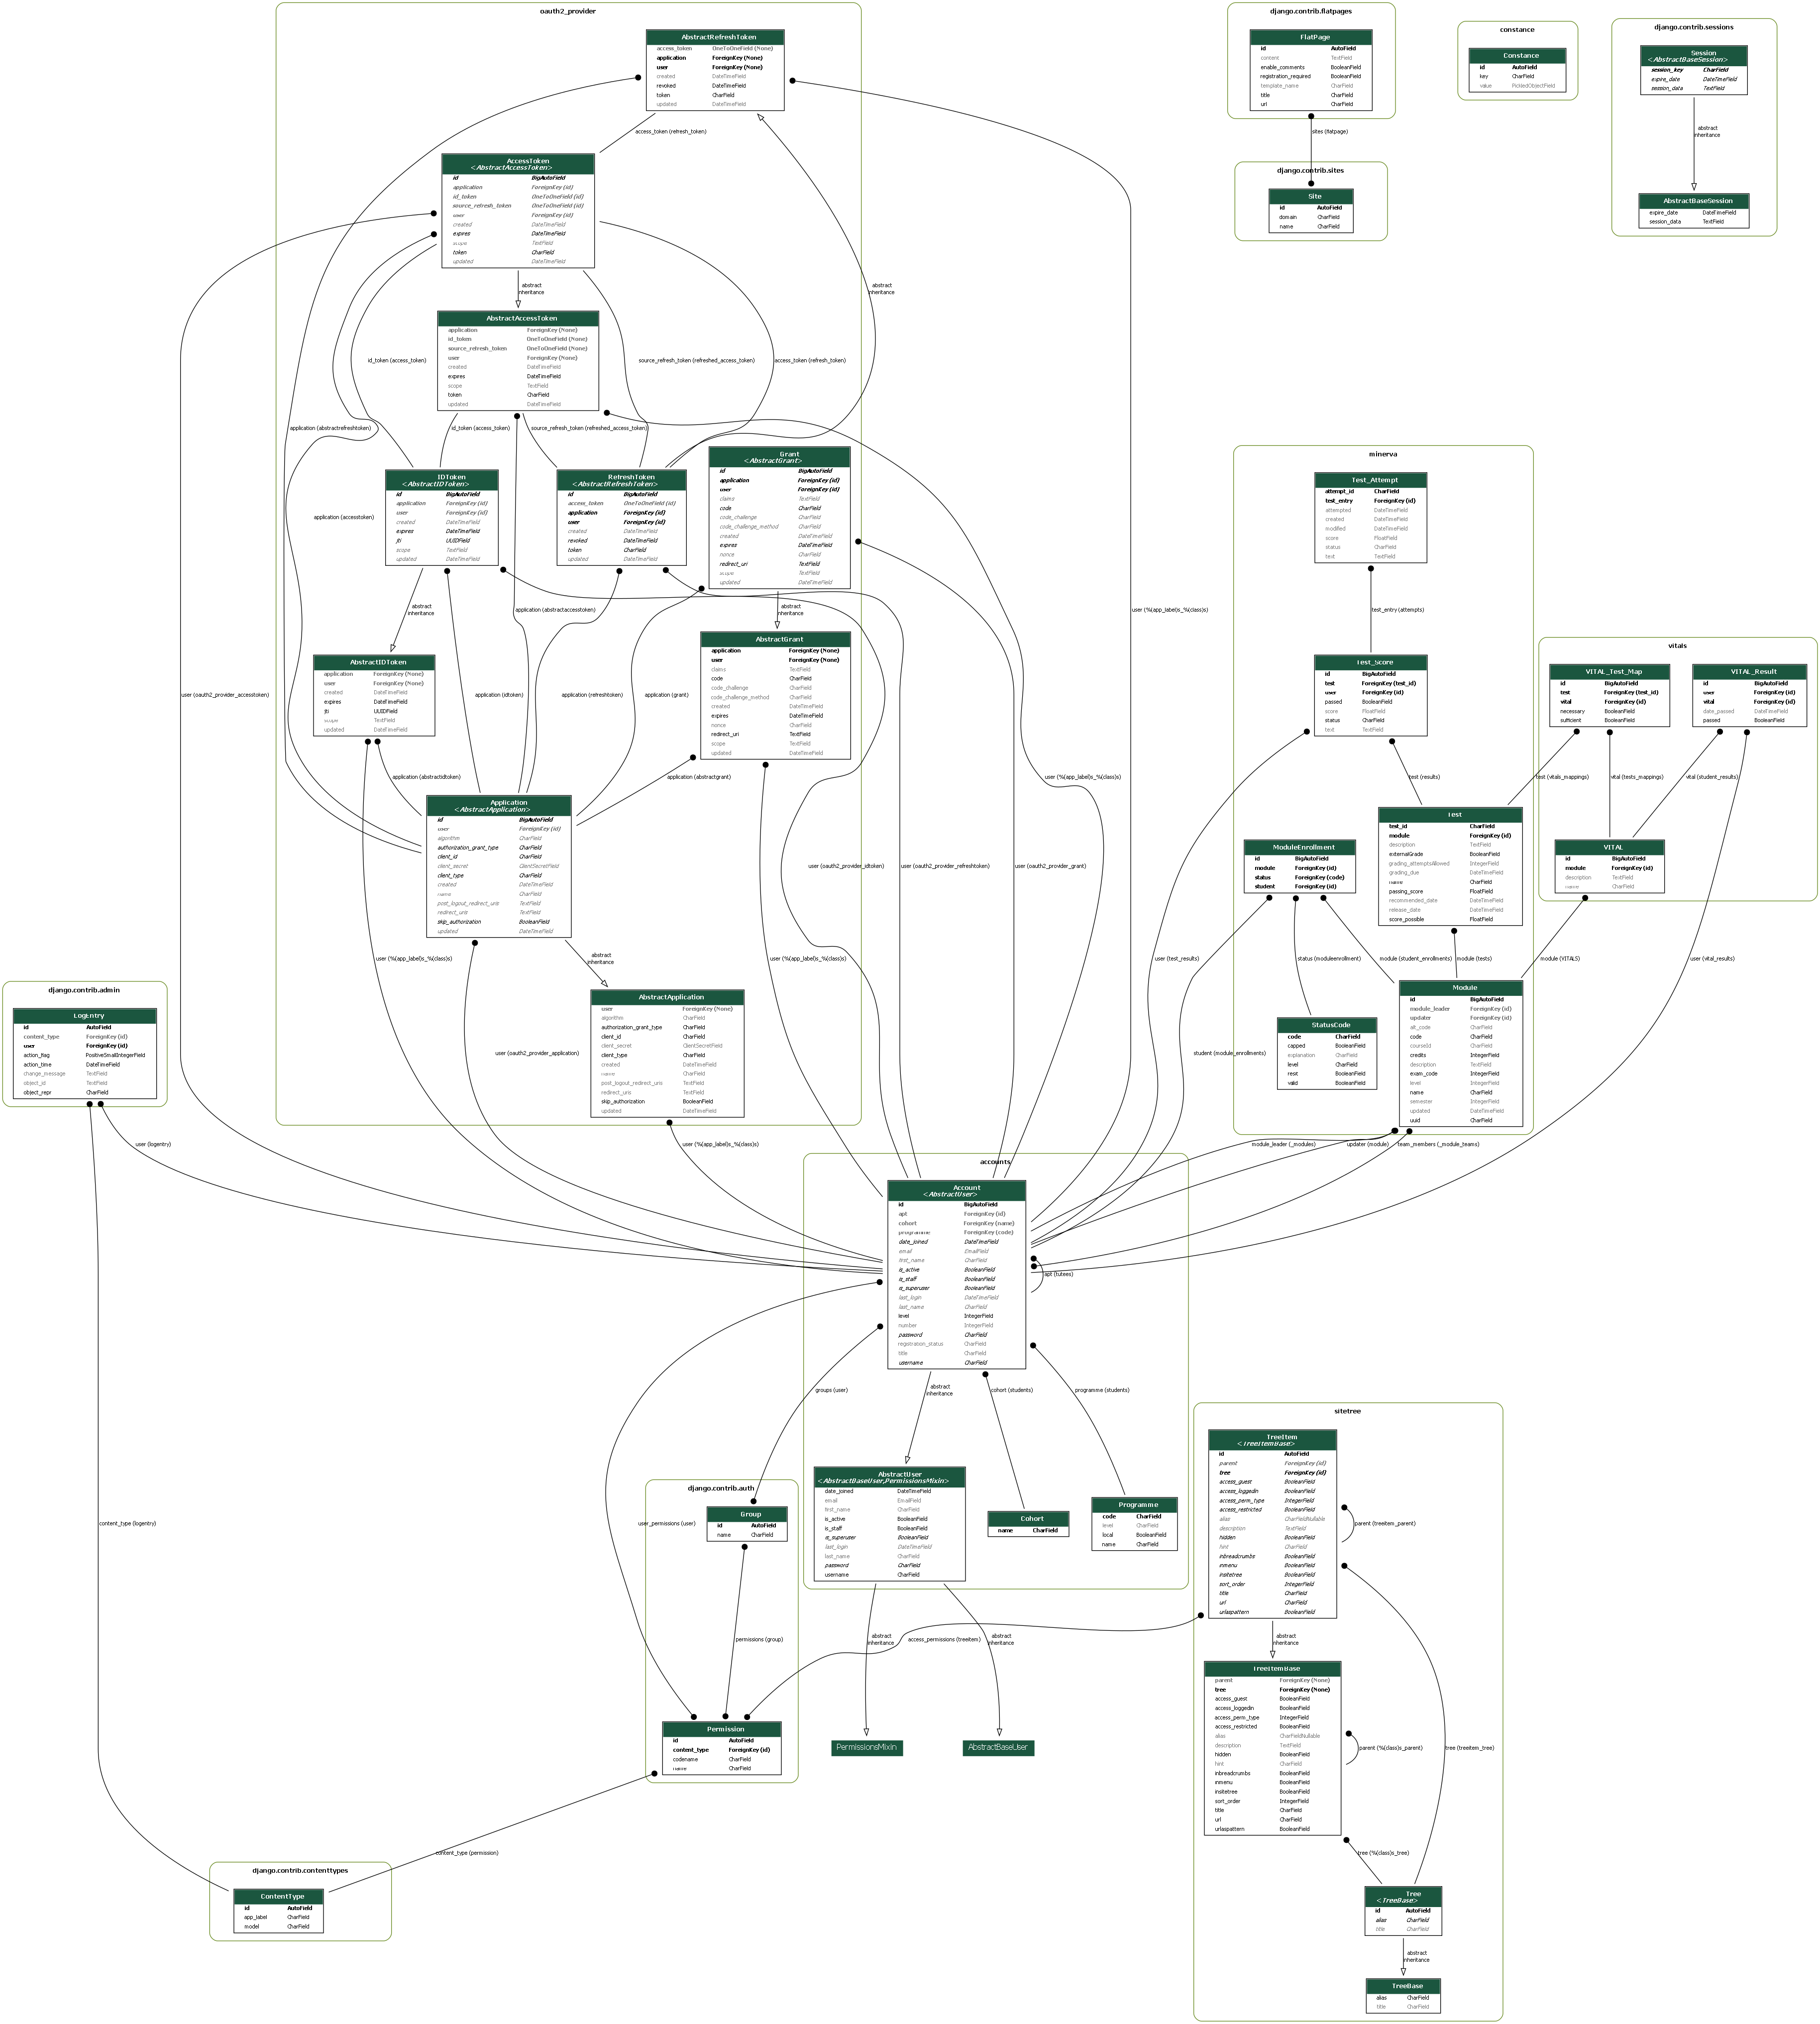 oauth2_provider
AbstractRefreshToken
access_token OneToOneField (None)
application ForeignKey (None)
user ForeignKey (None)
created DateTimeField
revoked DateTimeField
token CharField
updated DateTimeField
access_token (refresh_token)
AccessToken
<AbstractAccessToken>
id BigAutoField
application ForeignKey (id)
id_token OneToOneField (id)
source_refresh_token OneToOneField (id)
user ForeignKey (id)
created DateTimeField
expires DateTimeField
scope TextField
token CharField
updated DateTimeField
abstract
inheritance
abstract
inheritance
AbstractAccessToken
application ForeignKey (None)
id_token OneToOneField (None)
source_refresh_token OneToOneField (None)
user ForeignKey (None)
created DateTimeField
expires DateTimeField
scope TextField
token CharField
updated DateTimeField
id_token (access_token)
source_refresh_token (refreshed_access_token)
access_token (refresh_token)
application (abstractrefreshtoken)
id_token (access_token)
source_refresh_token (refreshed_access_token)
application (accesstoken)
IDToken
<AbstractIDToken>
id BigAutoField
application ForeignKey (id)
user ForeignKey (id)
created DateTimeField
expires DateTimeField
jti UUIDField
scope TextField
updated DateTimeField
RefreshToken
<AbstractRefreshToken>
id BigAutoField
access_token OneToOneField (id)
application ForeignKey (id)
user ForeignKey (id)
created DateTimeField
revoked DateTimeField
token CharField
updated DateTimeField
Grant
<AbstractGrant>
id BigAutoField
application ForeignKey (id)
user ForeignKey (id)
claims TextField
code CharField
code_challenge CharField
code_challenge_method CharField
created DateTimeField
expires DateTimeField
nonce CharField
redirect_uri TextField
scope TextField
updated DateTimeField
abstract
inheritance
application (abstractaccesstoken)
abstract
inheritance
AbstractIDToken
application ForeignKey (None)
user ForeignKey (None)
created DateTimeField
expires DateTimeField
jti UUIDField
scope TextField
updated DateTimeField
AbstractGrant
application ForeignKey (None)
user ForeignKey (None)
claims TextField
code CharField
code_challenge CharField
code_challenge_method CharField
created DateTimeField
expires DateTimeField
nonce CharField
redirect_uri TextField
scope TextField
updated DateTimeField
user (oauth2_provider_accesstoken)
application (idtoken)
application (refreshtoken)
application (grant)
application (abstractidtoken)
application (abstractgrant)
Application
<AbstractApplication>
id BigAutoField
user ForeignKey (id)
algorithm CharField
authorization_grant_type CharField
client_id CharField
client_secret ClientSecretField
client_type CharField
created DateTimeField
name CharField
post_logout_redirect_uris TextField
redirect_uris TextField
skip_authorization BooleanField
updated DateTimeField
abstract
inheritance
user (%(app_label)s_%(class)s)
user (%(app_label)s_%(class)s)
AbstractApplication
user ForeignKey (None)
algorithm CharField
authorization_grant_type CharField
client_id CharField
client_secret ClientSecretField
client_type CharField
created DateTimeField
name CharField
post_logout_redirect_uris TextField
redirect_uris TextField
skip_authorization BooleanField
updated DateTimeField
user (oauth2_provider_application)
user (%(app_label)s_%(class)s)
user (oauth2_provider_idtoken)
user (oauth2_provider_refreshtoken)
user (oauth2_provider_grant)
user (%(app_label)s_%(class)s)
user (%(app_label)s_%(class)s)
django.contrib.flatpages
FlatPage
id AutoField
content TextField
enable_comments BooleanField
registration_required BooleanField
template_name CharField
title CharField
url CharField
sites (flatpage)
django.contrib.sites
Site
id AutoField
domain CharField
name CharField
constance
Constance
id AutoField
key CharField
value PickledObjectField
django.contrib.sessions
Session
<AbstractBaseSession>
session_key CharField
expire_date DateTimeField
session_data TextField
abstract
inheritance
AbstractBaseSession
expire_date DateTimeField
session_data TextField
minerva
Test_Attempt
attempt_id CharField
test_entry ForeignKey (id)
attempted DateTimeField
created DateTimeField
modified DateTimeField
score FloatField
status CharField
text TextField
test_entry (attempts)
Test_Score
id BigAutoField
test ForeignKey (test_id)
user ForeignKey (id)
passed BooleanField
score FloatField
status CharField
text TextField
test (results)
Test
test_id CharField
module ForeignKey (id)
description TextField
externalGrade BooleanField
grading_attemptsAllowed IntegerField
grading_due DateTimeField
name CharField
passing_score FloatField
recommended_date DateTimeField
release_date DateTimeField
score_possible FloatField
ModuleEnrollment
id BigAutoField
module ForeignKey (id)
status ForeignKey (code)
student ForeignKey (id)
user (test_results)
status (moduleenrollment)
module (student_enrollments)
module (tests)
module (VITALS)
StatusCode
code CharField
capped BooleanField
explanation CharField
level CharField
resit BooleanField
valid BooleanField
Module
id BigAutoField
module_leader ForeignKey (id)
updater ForeignKey (id)
alt_code CharField
code CharField
courseId CharField
credits IntegerField
description TextField
exam_code IntegerField
level IntegerField
name CharField
semester IntegerField
updated DateTimeField
uuid CharField
student (module_enrollments)
module_leader (_modules)
updater (module)
team_members (_module_teams)
vitals
VITAL_Test_Map
id BigAutoField
test ForeignKey (test_id)
vital ForeignKey (id)
necessary BooleanField
sufficient BooleanField
VITAL_Result
id BigAutoField
user ForeignKey (id)
vital ForeignKey (id)
date_passed DateTimeField
passed BooleanField
test (vitals_mappings)
vital (tests_mappings)
vital (student_results)
VITAL
id BigAutoField
module ForeignKey (id)
description TextField
name CharField
user (vital_results)
django.contrib.admin
LogEntry
id AutoField
content_type ForeignKey (id)
user ForeignKey (id)
action_flag PositiveSmallIntegerField
action_time DateTimeField
change_message TextField
object_id TextField
object_repr CharField
user (logentry)
content_type (logentry)
accounts
Account
<AbstractUser>
id BigAutoField
apt ForeignKey (id)
cohort ForeignKey (name)
programme ForeignKey (code)
date_joined DateTimeField
email EmailField
first_name CharField
is_active BooleanField
is_staff BooleanField
is_superuser BooleanField
last_login DateTimeField
last_name CharField
level IntegerField
number IntegerField
password CharField
registration_status CharField
title CharField
username CharField
apt (tutees)
groups (user)
abstract
inheritance
cohort (students)
programme (students)
AbstractUser
<AbstractBaseUser,PermissionsMixin>
date_joined DateTimeField
email EmailField
first_name CharField
is_active BooleanField
is_staff BooleanField
is_superuser BooleanField
last_login DateTimeField
last_name CharField
password CharField
username CharField
Cohort
name CharField
Programme
code CharField
level CharField
local BooleanField
name CharField
django.contrib.auth
Group
id AutoField
name CharField
user_permissions (user)
permissions (group)
access_permissions (treeitem)
abstract
inheritance
abstract
inheritance
Permission
id AutoField
content_type ForeignKey (id)
codename CharField
name CharField
PermissionsMixin
AbstractBaseUser
content_type (permission)
django.contrib.contenttypes
ContentType
id AutoField
app_label CharField
model CharField
sitetree
TreeItem
<TreeItemBase>
id AutoField
parent ForeignKey (id)
tree ForeignKey (id)
access_guest BooleanField
access_loggedin BooleanField
access_perm_type IntegerField
access_restricted BooleanField
alias CharFieldNullable
description TextField
hidden BooleanField
hint CharField
inbreadcrumbs BooleanField
inmenu BooleanField
insitetree BooleanField
sort_order IntegerField
title CharField
url CharField
urlaspattern BooleanField
parent (treeitem_parent)
abstract
inheritance
TreeItemBase
parent ForeignKey (None)
tree ForeignKey (None)
access_guest BooleanField
access_loggedin BooleanField
access_perm_type IntegerField
access_restricted BooleanField
alias CharFieldNullable
description TextField
hidden BooleanField
hint CharField
inbreadcrumbs BooleanField
inmenu BooleanField
insitetree BooleanField
sort_order IntegerField
title CharField
url CharField
urlaspattern BooleanField
parent (%(class)s_parent)
tree (treeitem_tree)
tree (%(class)s_tree)
Tree
<TreeBase>
id AutoField
alias CharField
title CharField
abstract
inheritance
TreeBase
alias CharField
title CharField